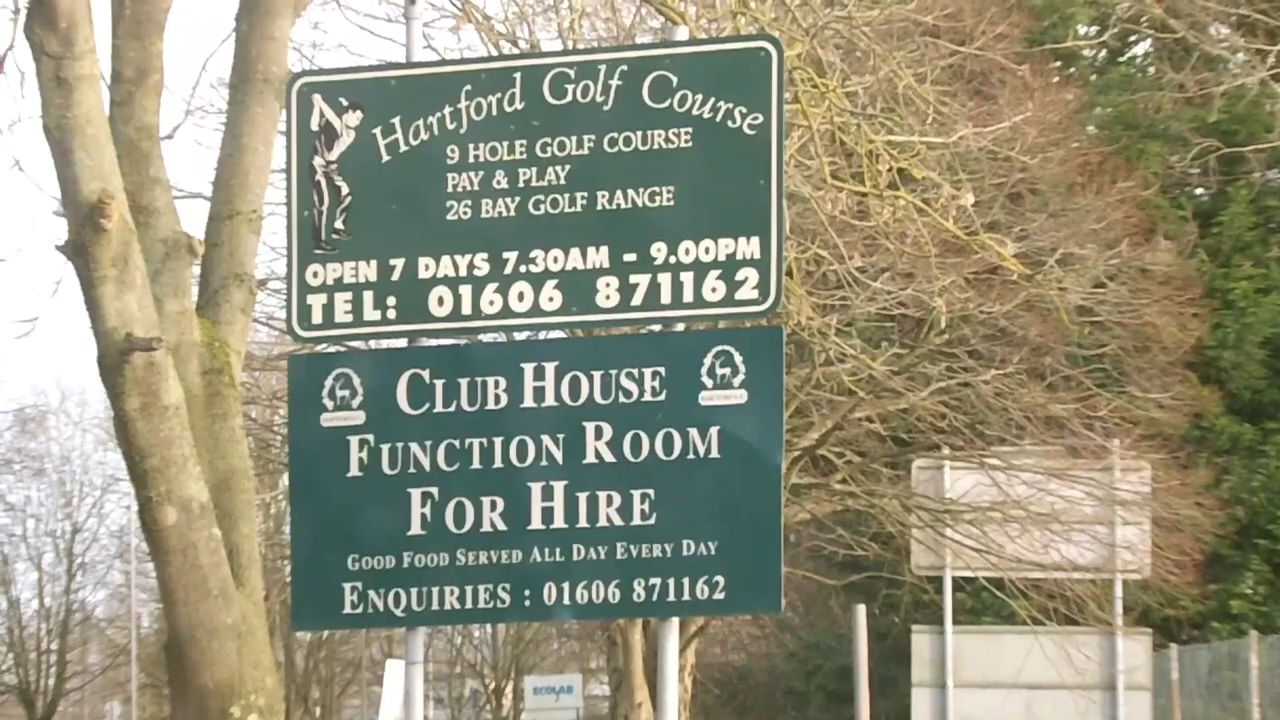 Hartford Golf Course
9 HOLE GOLF COURSE
PAY & PLAY
26 BAY GOLF RANGE
OPEN 7 DAYS 7.30AM - 9.00PM
TEL: 01606 871162
CLUB HOUSE
FUNCTION ROOM
FOR HIRE
GOOD FOOD SERVED ALL DAY EVERY DAY
ENQUIRIES : 01606 871162
ECOLAB